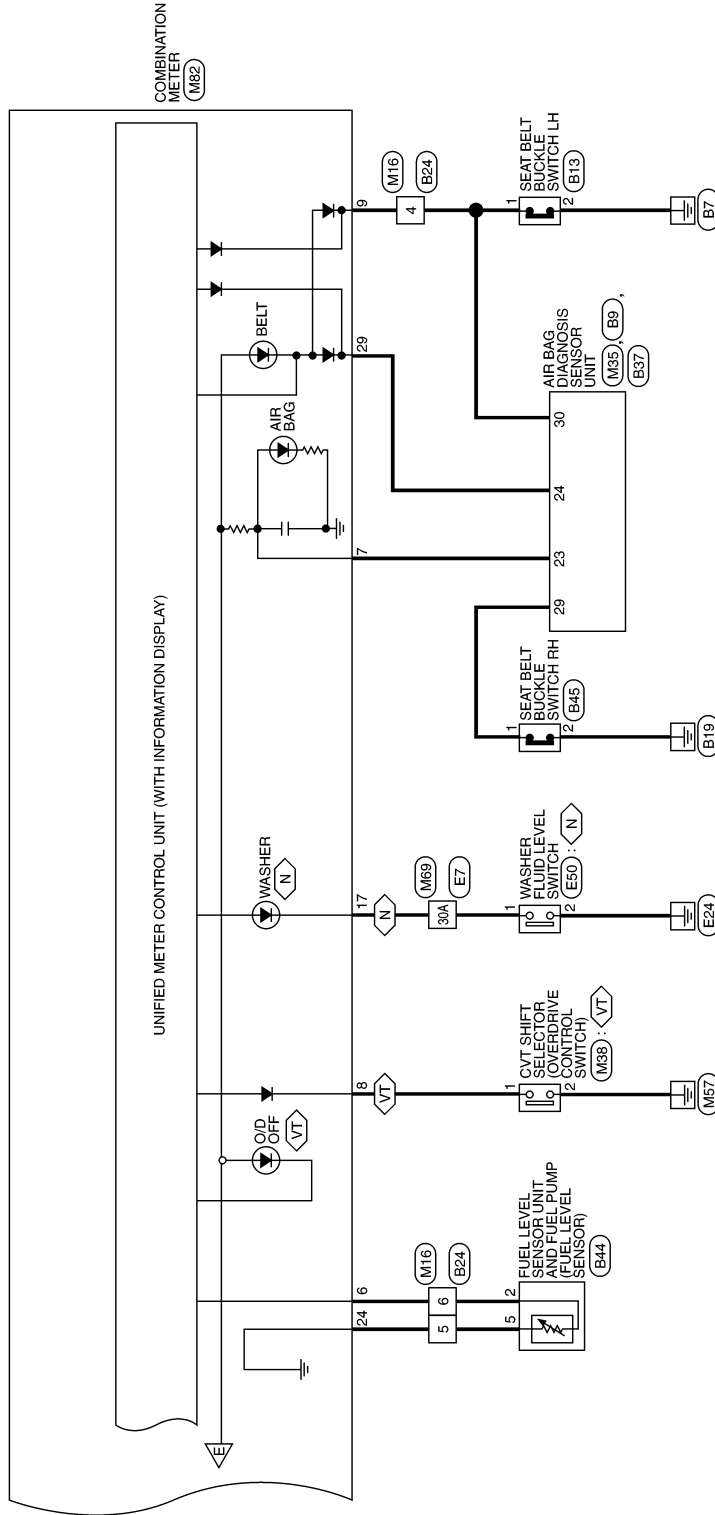 COMBINATION
METER
M82
UNIFIED METER CONTROL UNIT (WITH INFORMATION DISPLAY)
E
O/D
OFF
VT
WASHER
N
AIR
BAG
BELT
24
6
8
17
7
29
9
VT
N
M16
B24
5
6
M69
E7
30A
M16
B24
4
5
2
FUEL LEVEL
SENSOR UNIT
AND FUEL PUMP
(FUEL LEVEL
SENSOR)
B44
1
2
CVT SHIFT
SELECTOR
(OVERDRIVE
CONTROL
SWITCH)
M38 : VT
M57
1
2
WASHER
FLUID LEVEL
SWITCH
E50 : N
E24
1
2
SEAT BELT
BUCKLE
SWITCH RH
B45
B19
29
23
24
30
AIR BAG
DIAGNOSIS
SENSOR
UNIT
M35 , B9 ,
B37
1
2
SEAT BELT
BUCKLE
SWITCH LH
B13
B7